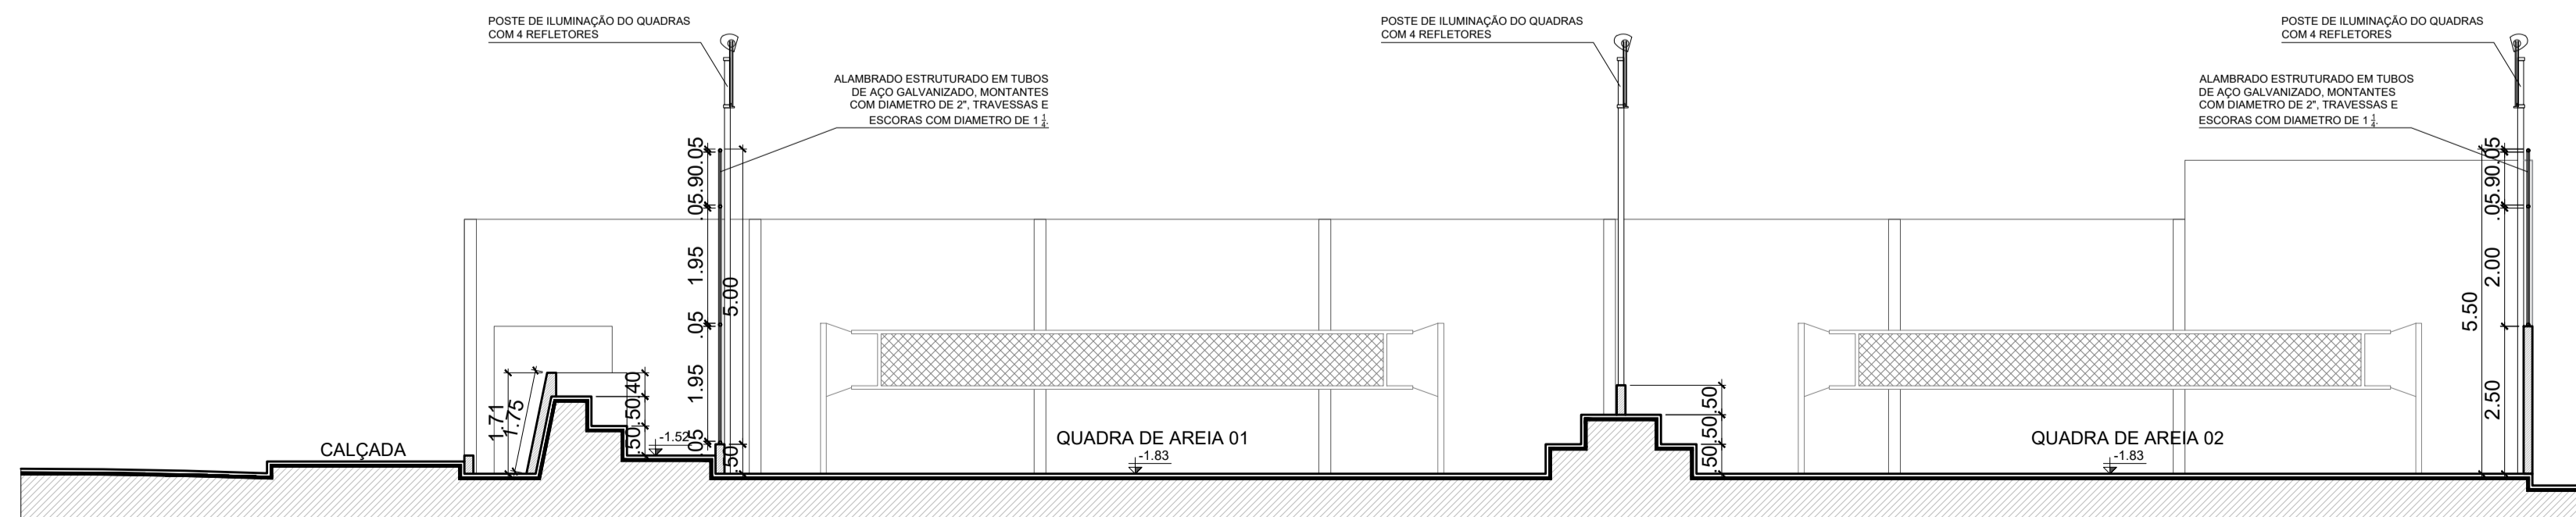 POSTE DE ILUMINAÇÃO DO QUADRAS
COM 4 REFLETORES
POSTE DE ILUMINAÇÃO DO QUADRAS
COM 4 REFLETORES
POSTE DE ILUMINAÇÃO DO QUADRAS
COM 4 REFLETORES
ALAMBRADO ESTRUTURADO EM TUBOS
DE AÇO GALVANIZADO, MONTANTES
COM DIAMETRO DE 2", TRAVESSAS E
ESCORAS COM DIAMETRO DE 1 1/4.
ALAMBRADO ESTRUTURADO EM TUBOS
DE AÇO GALVANIZADO, MONTANTES
COM DIAMETRO DE 2", TRAVESSAS E
ESCORAS COM DIAMETRO DE 1 1/4.
.05
.90
.05
1.95
.05
1.95
.05
5.00
.50
1.71
1.75
.40
.50
.50
-1.52
CALÇADA
QUADRA DE AREIA 01
-1.83
.50
.50
.50
QUADRA DE AREIA 02
-1.83
.05
.90
.05
2.00
2.50
5.50